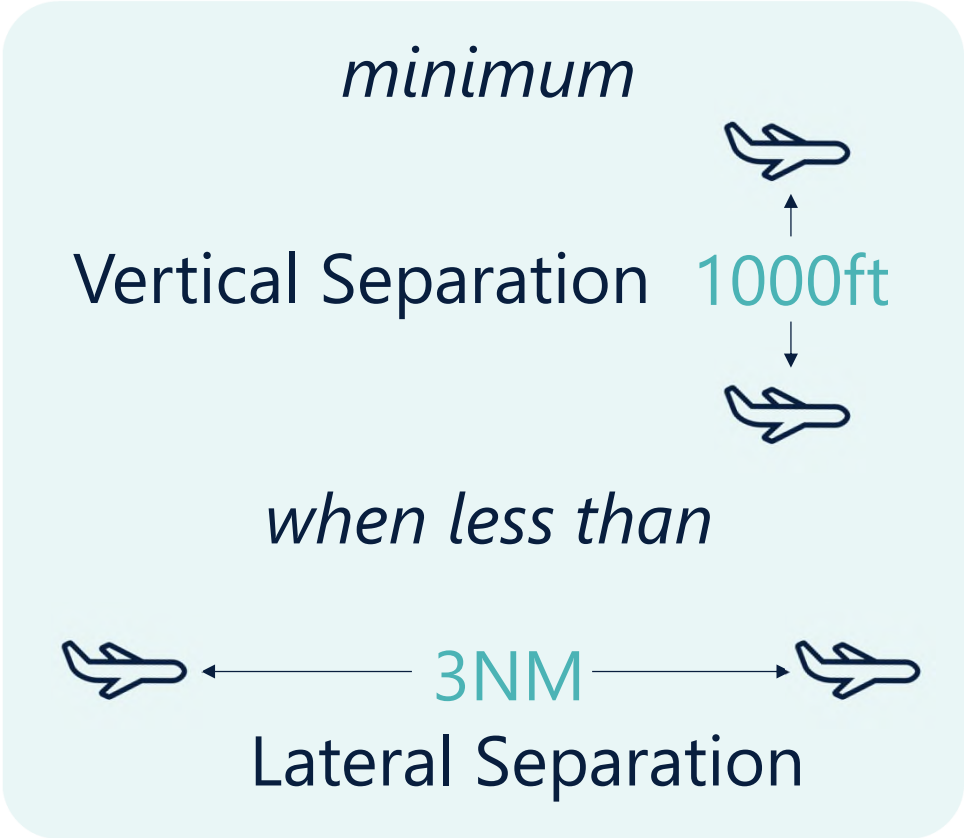 minimum
Vertical Separation 1000ft
when less than
3NM
Lateral Separation